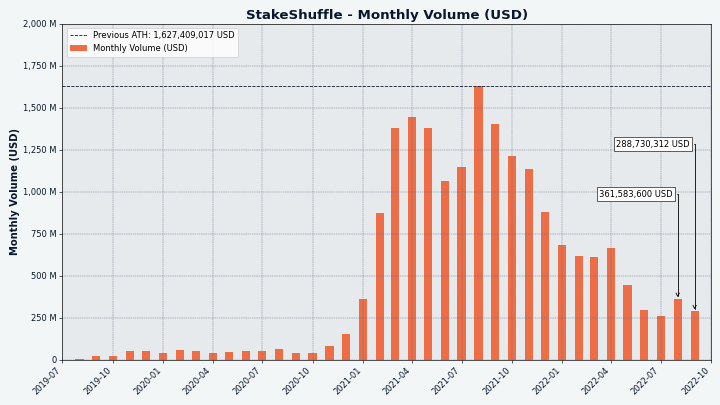 StakeShuffle - Monthly Volume (USD)
Previous ATH: 1,627,409,017 USD
Monthly Volume (USD)
Monthly Volume (USD)
2,000 M
1,750 M
1,500 M
1,250 M
1,000 M
750 M
500 M
250 M
0
288,730,312 USD
361,583,600 USD
2019-07
2019-10
2020-01
2020-04
2020-07
2020-10
2021-01
2021-04
2021-07
2021-10
2022-01
2022-04
2022-07
2022-10